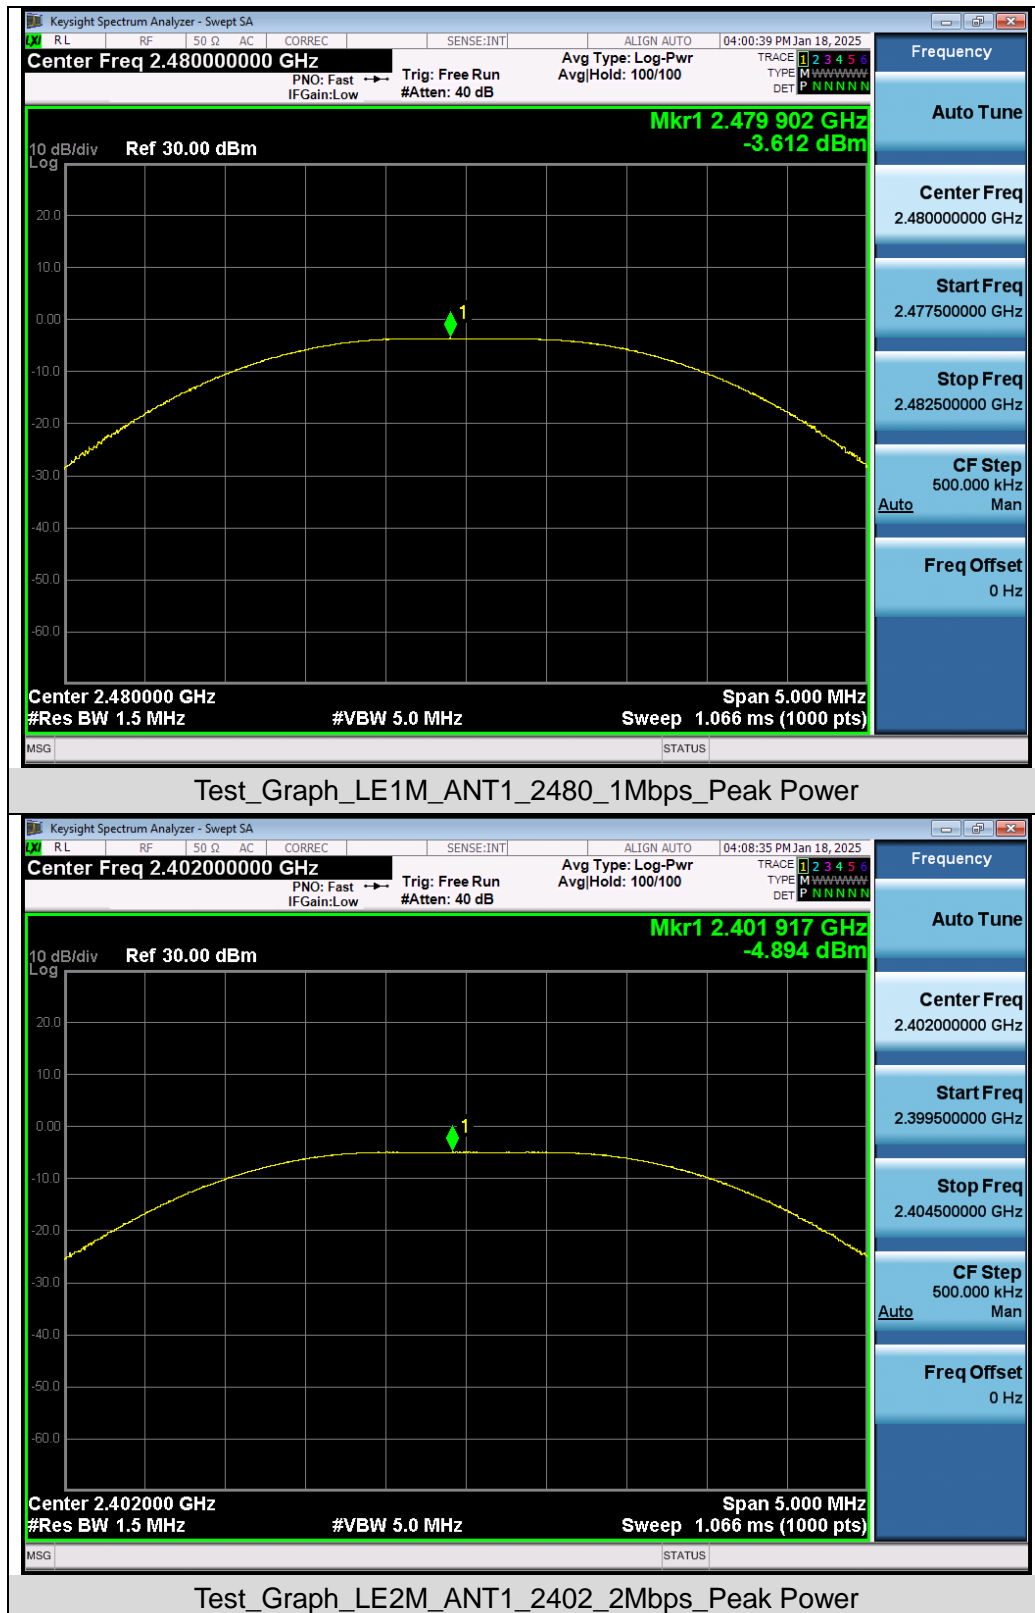 Keysight Spectrum Analyzer - Swept SA
LXI RL RF 50 Ω AC CORREC SENSE:INT ALIGN AUTO 04:00:39 PM Jan 18, 2025
Center Freq 2.480000000 GHz
PNO: Fast
IFGain:Low
Trig: Free Run
#Atten: 40 dB
Avg Type: Log-Pwr
Avg|Hold: 100/100
TRACE 1 2 3 4 5 6
TYPE M WWWWW
DET P N N N N N
Mkr1 2.479 902 GHz
-3.612 dBm
10 dB/div Ref 30.00 dBm
Log
20.0
10.0
0.00
-10.0
-20.0
-30.0
-40.0
-50.0
-60.0
1
Center 2.480000 GHz Span 5.000 MHz
#Res BW 1.5 MHz #VBW 5.0 MHz Sweep 1.066 ms (1000 pts)
MSG STATUS
Frequency
Auto Tune
Center Freq
2.480000000 GHz
Start Freq
2.477500000 GHz
Stop Freq
2.482500000 GHz
CF Step
500.000 kHz
Auto Man
Freq Offset
0 Hz
Test_Graph_LE1M_ANT1_2480_1Mbps_Peak Power
Keysight Spectrum Analyzer - Swept SA
LXI RL RF 50 Ω AC CORREC SENSE:INT ALIGN AUTO 04:08:35 PM Jan 18, 2025
Center Freq 2.402000000 GHz
PNO: Fast
IFGain:Low
Trig: Free Run
#Atten: 40 dB
Avg Type: Log-Pwr
Avg|Hold: 100/100
TRACE 1 2 3 4 5 6
TYPE M WWWWW
DET P N N N N N
Mkr1 2.401 917 GHz
-4.894 dBm
10 dB/div Ref 30.00 dBm
Log
20.0
10.0
0.00
-10.0
-20.0
-30.0
-40.0
-50.0
-60.0
1
Center 2.402000 GHz Span 5.000 MHz
#Res BW 1.5 MHz #VBW 5.0 MHz Sweep 1.066 ms (1000 pts)
MSG STATUS
Frequency
Auto Tune
Center Freq
2.402000000 GHz
Start Freq
2.399500000 GHz
Stop Freq
2.404500000 GHz
CF Step
500.000 kHz
Auto Man
Freq Offset
0 Hz
Test_Graph_LE2M_ANT1_2402_2Mbps_Peak Power